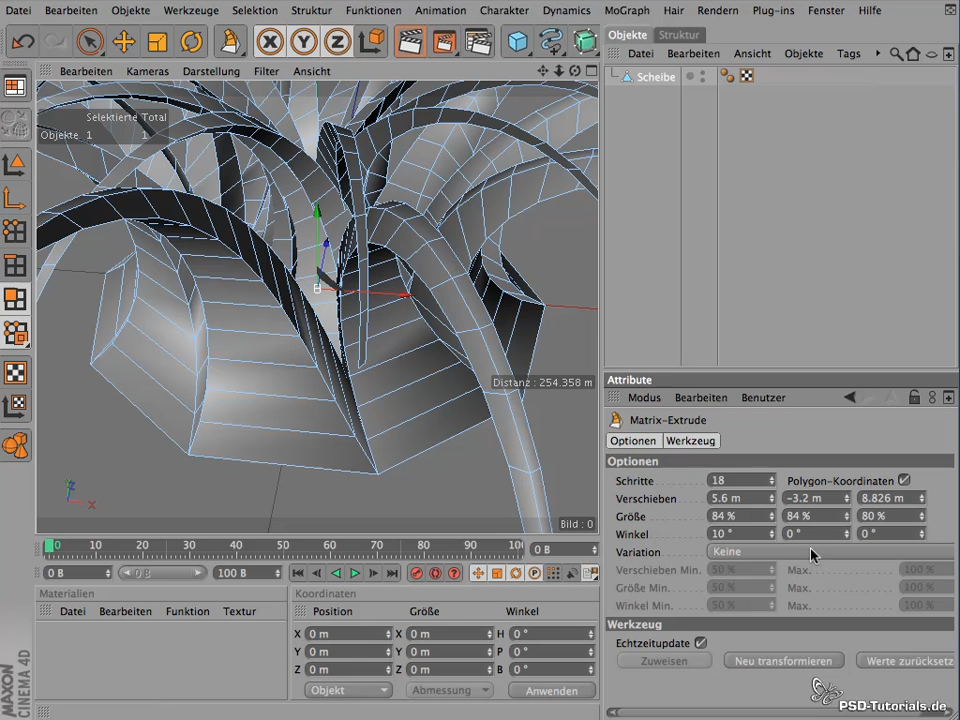 Datei Bearbeiten Objekte Werkzeuge Selektion Struktur Funktionen Animation Charakter Dynamics MoGraph Hair Rendern Plug-ins Fenster Hilfe
X Y Z
Objekte Struktur
Datei Bearbeiten Ansicht Objekte Tags
Bearbeiten Kameras Darstellung Filter Ansicht
Scheibe
Selektierte Total
Objekte 1 1
Distanz : 254.358 m
Y
X
Bild : 0
Attribute
Modus Bearbeiten Benutzer
Matrix-Extrude
Optionen Werkzeug
Optionen
Schritte 18 Polygon-Koordinaten
Verschieben 5.6 m -3.2 m 8.826 m
Größe 84 % 84 % 80 %
Winkel 10 ° 0 ° 0 °
Variation Keine
Verschieben Min. 50 % Max. 100 %
Größe Min. 50 % Max. 100 %
Winkel Min. 50 % Max. 100 %
Werkzeug
Echtzeitupdate
Zuweisen Neu transformieren Werte zurücksetz
0 10 20 30 40 50 60 70 80 90 10 0 B
0 B 0 B 100 B
Materialien
Datei Bearbeiten Funktion Textur
Koordinaten
Position Größe Winkel
X 0 m X 0 m H 0 °
Y 0 m Y 0 m P 0 °
Z 0 m Z 0 m B 0 °
Objekt Abmessung Anwenden
MAXON
CINEMA 4D
PSD-Tutorials.de